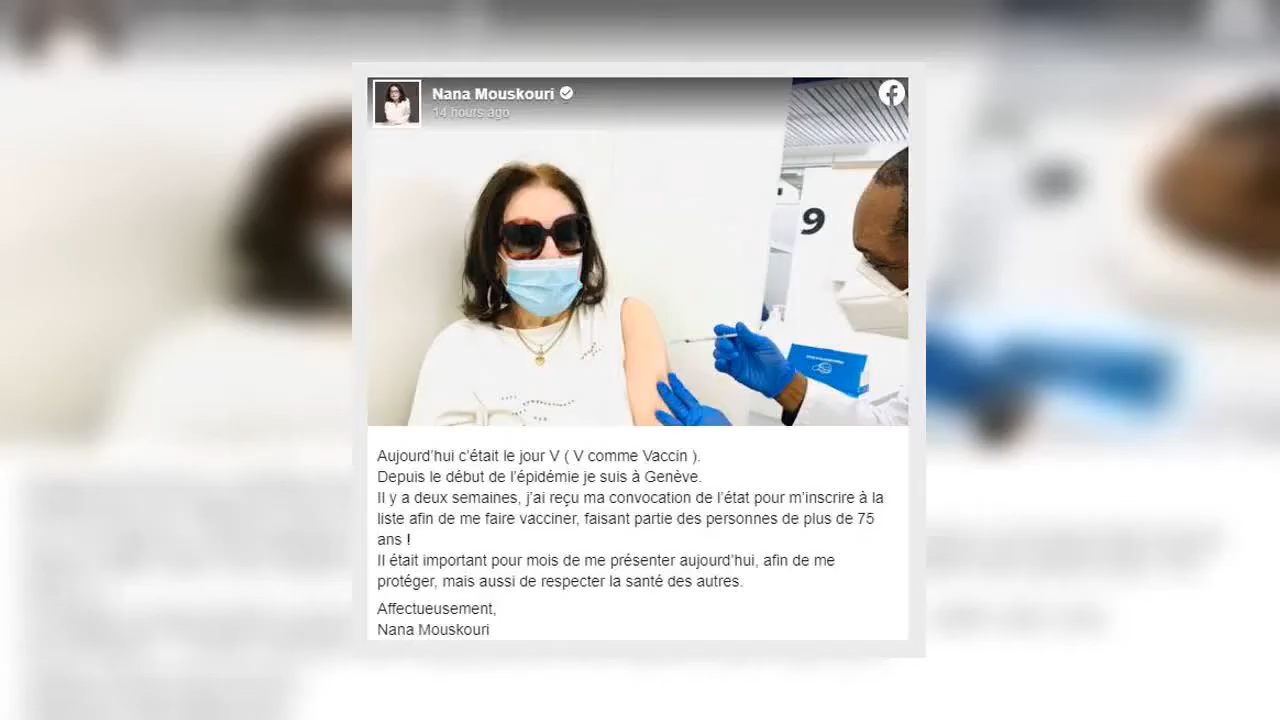 Nana Mouskouri
14 hours ago
9
Aujourd'hui c'était le jour V ( V comme Vaccin ).
Depuis le début de l'épidémie je suis à Genève.
Il y a deux semaines, j'ai reçu ma convocation de l'état pour m'inscrire à la
liste afin de me faire vacciner, faisant partie des personnes de plus de 75
ans !
Il était important pour mois de me présenter aujourd'hui, afin de me
protéger, mais aussi de respecter la santé des autres.
Affectueusement,
Nana Mouskouri